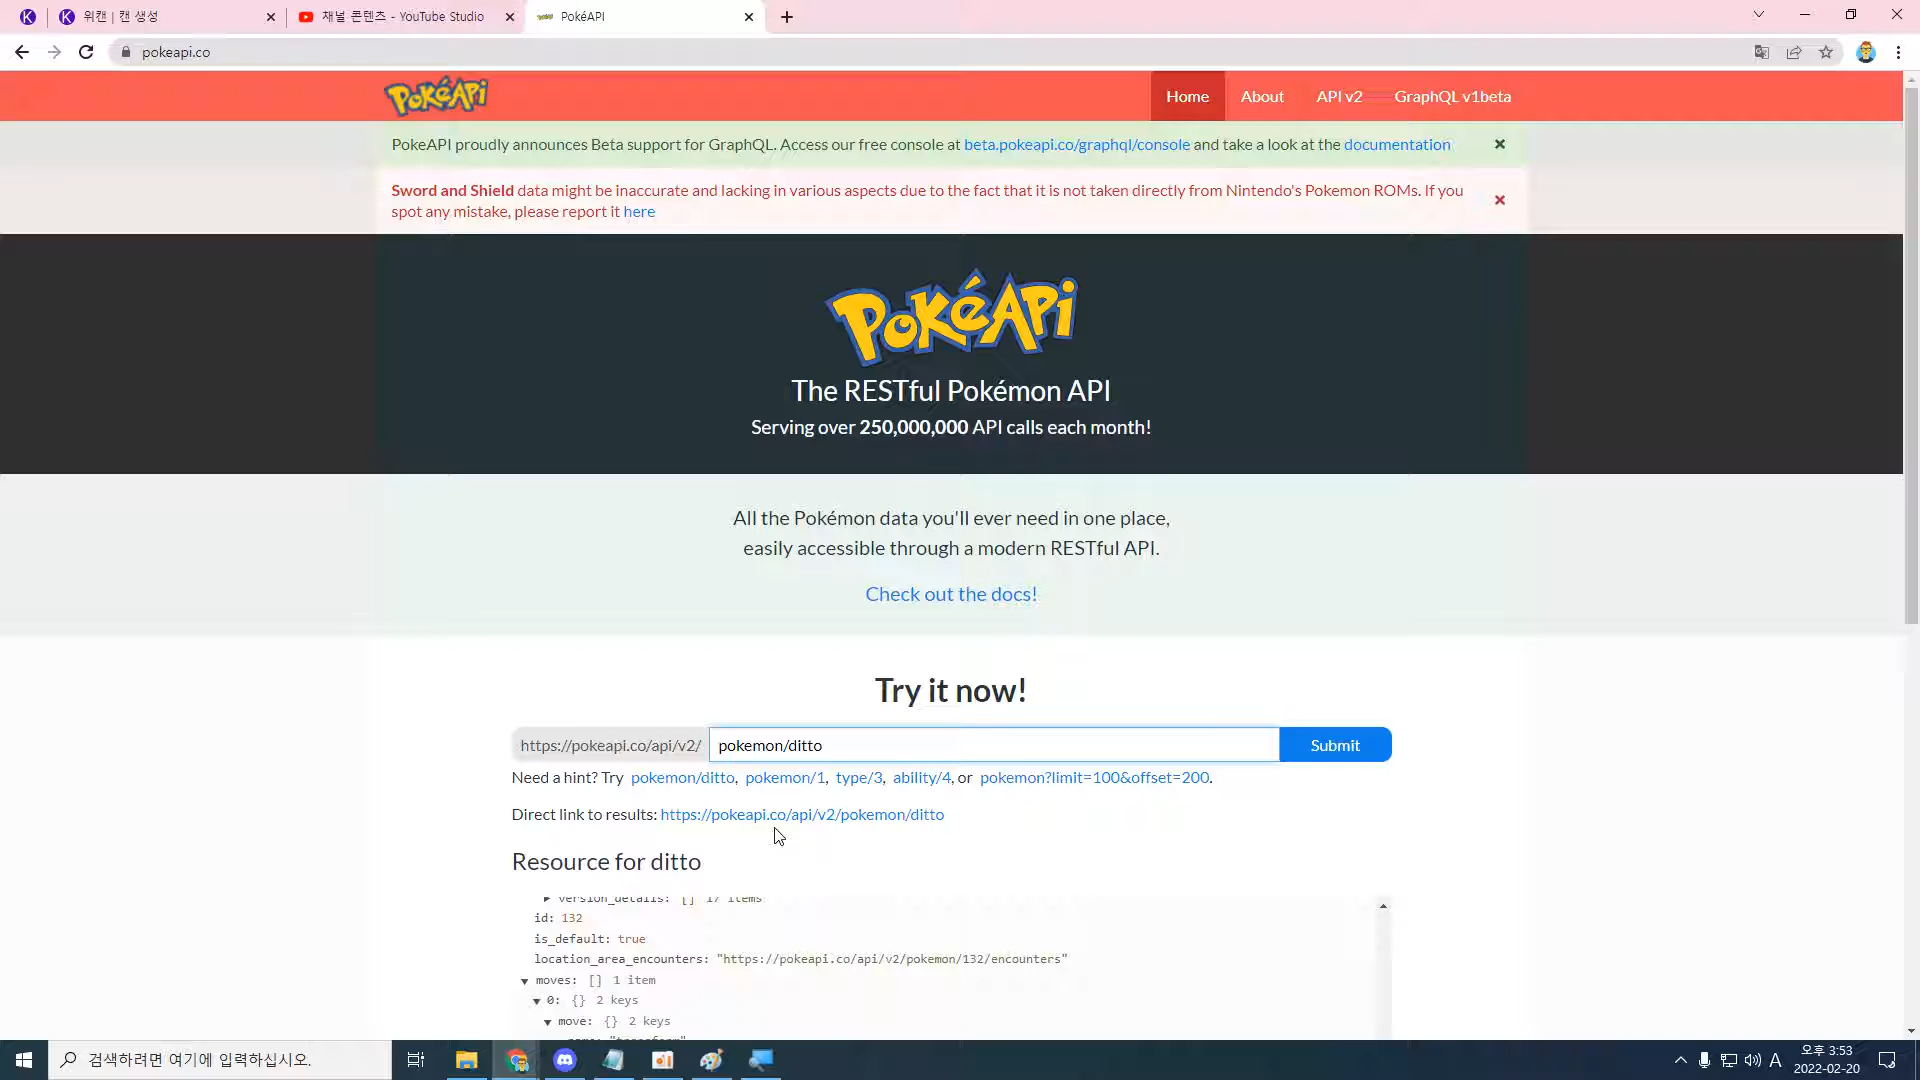 위캔 | 캔 생성
채널 콘텐츠 - YouTube Studio
PokéAPI
pokeapi.co
PokéAPi
Home
About
API v2
GraphQL v1beta
PokeAPI proudly announces Beta support for GraphQL. Access our free console at beta.pokeapi.co/graphql/console and take a look at the documentation
Sword and Shield data might be inaccurate and lacking in various aspects due to the fact that it is not taken directly from Nintendo's Pokemon ROMs. If you
spot any mistake, please report it here
PokéAPi
The RESTful Pokémon API
Serving over 250,000,000 API calls each month!
All the Pokémon data you'll ever need in one place,
easily accessible through a modern RESTful API.
Check out the docs!
Try it now!
https://pokeapi.co/api/v2/
pokemon/ditto
Submit
Need a hint? Try pokemon/ditto, pokemon/1, type/3, ability/4, or pokemon?limit=100&offset=200.
Direct link to results: https://pokeapi.co/api/v2/pokemon/ditto
Resource for ditto
version_details: [] 17 items
id: 132
is_default: true
location_area_encounters: "https://pokeapi.co/api/v2/pokemon/132/encounters"
moves: [] 1 item
0: {} 2 keys
move: {} 2 keys
name: "transform"
검색하려면 여기에 입력하십시오.
A
오후 3:53
2022-02-20